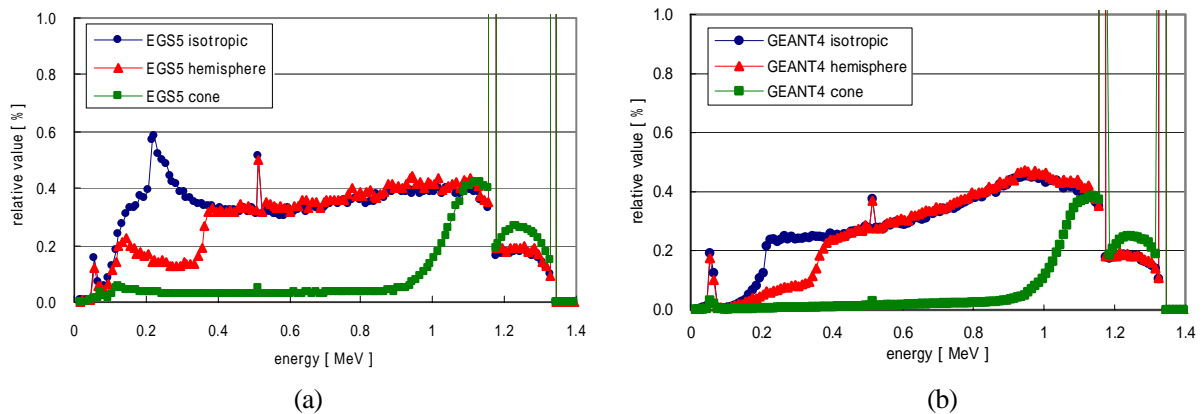 1.0
0.8
0.6
0.4
0.2
0.0
relative value [ % ]
EGS5 isotropic
EGS5 hemisphere
EGS5 cone
0 0.2 0.4 0.6 0.8 1 1.2 1.4
energy [ MeV ]
(a)
1.0
0.8
0.6
0.4
0.2
0.0
relative value [ % ]
GEANT4 isotropic
GEANT4 hemisphere
GEANT4 cone
0 0.2 0.4 0.6 0.8 1 1.2 1.4
energy [ MeV ]
(b)